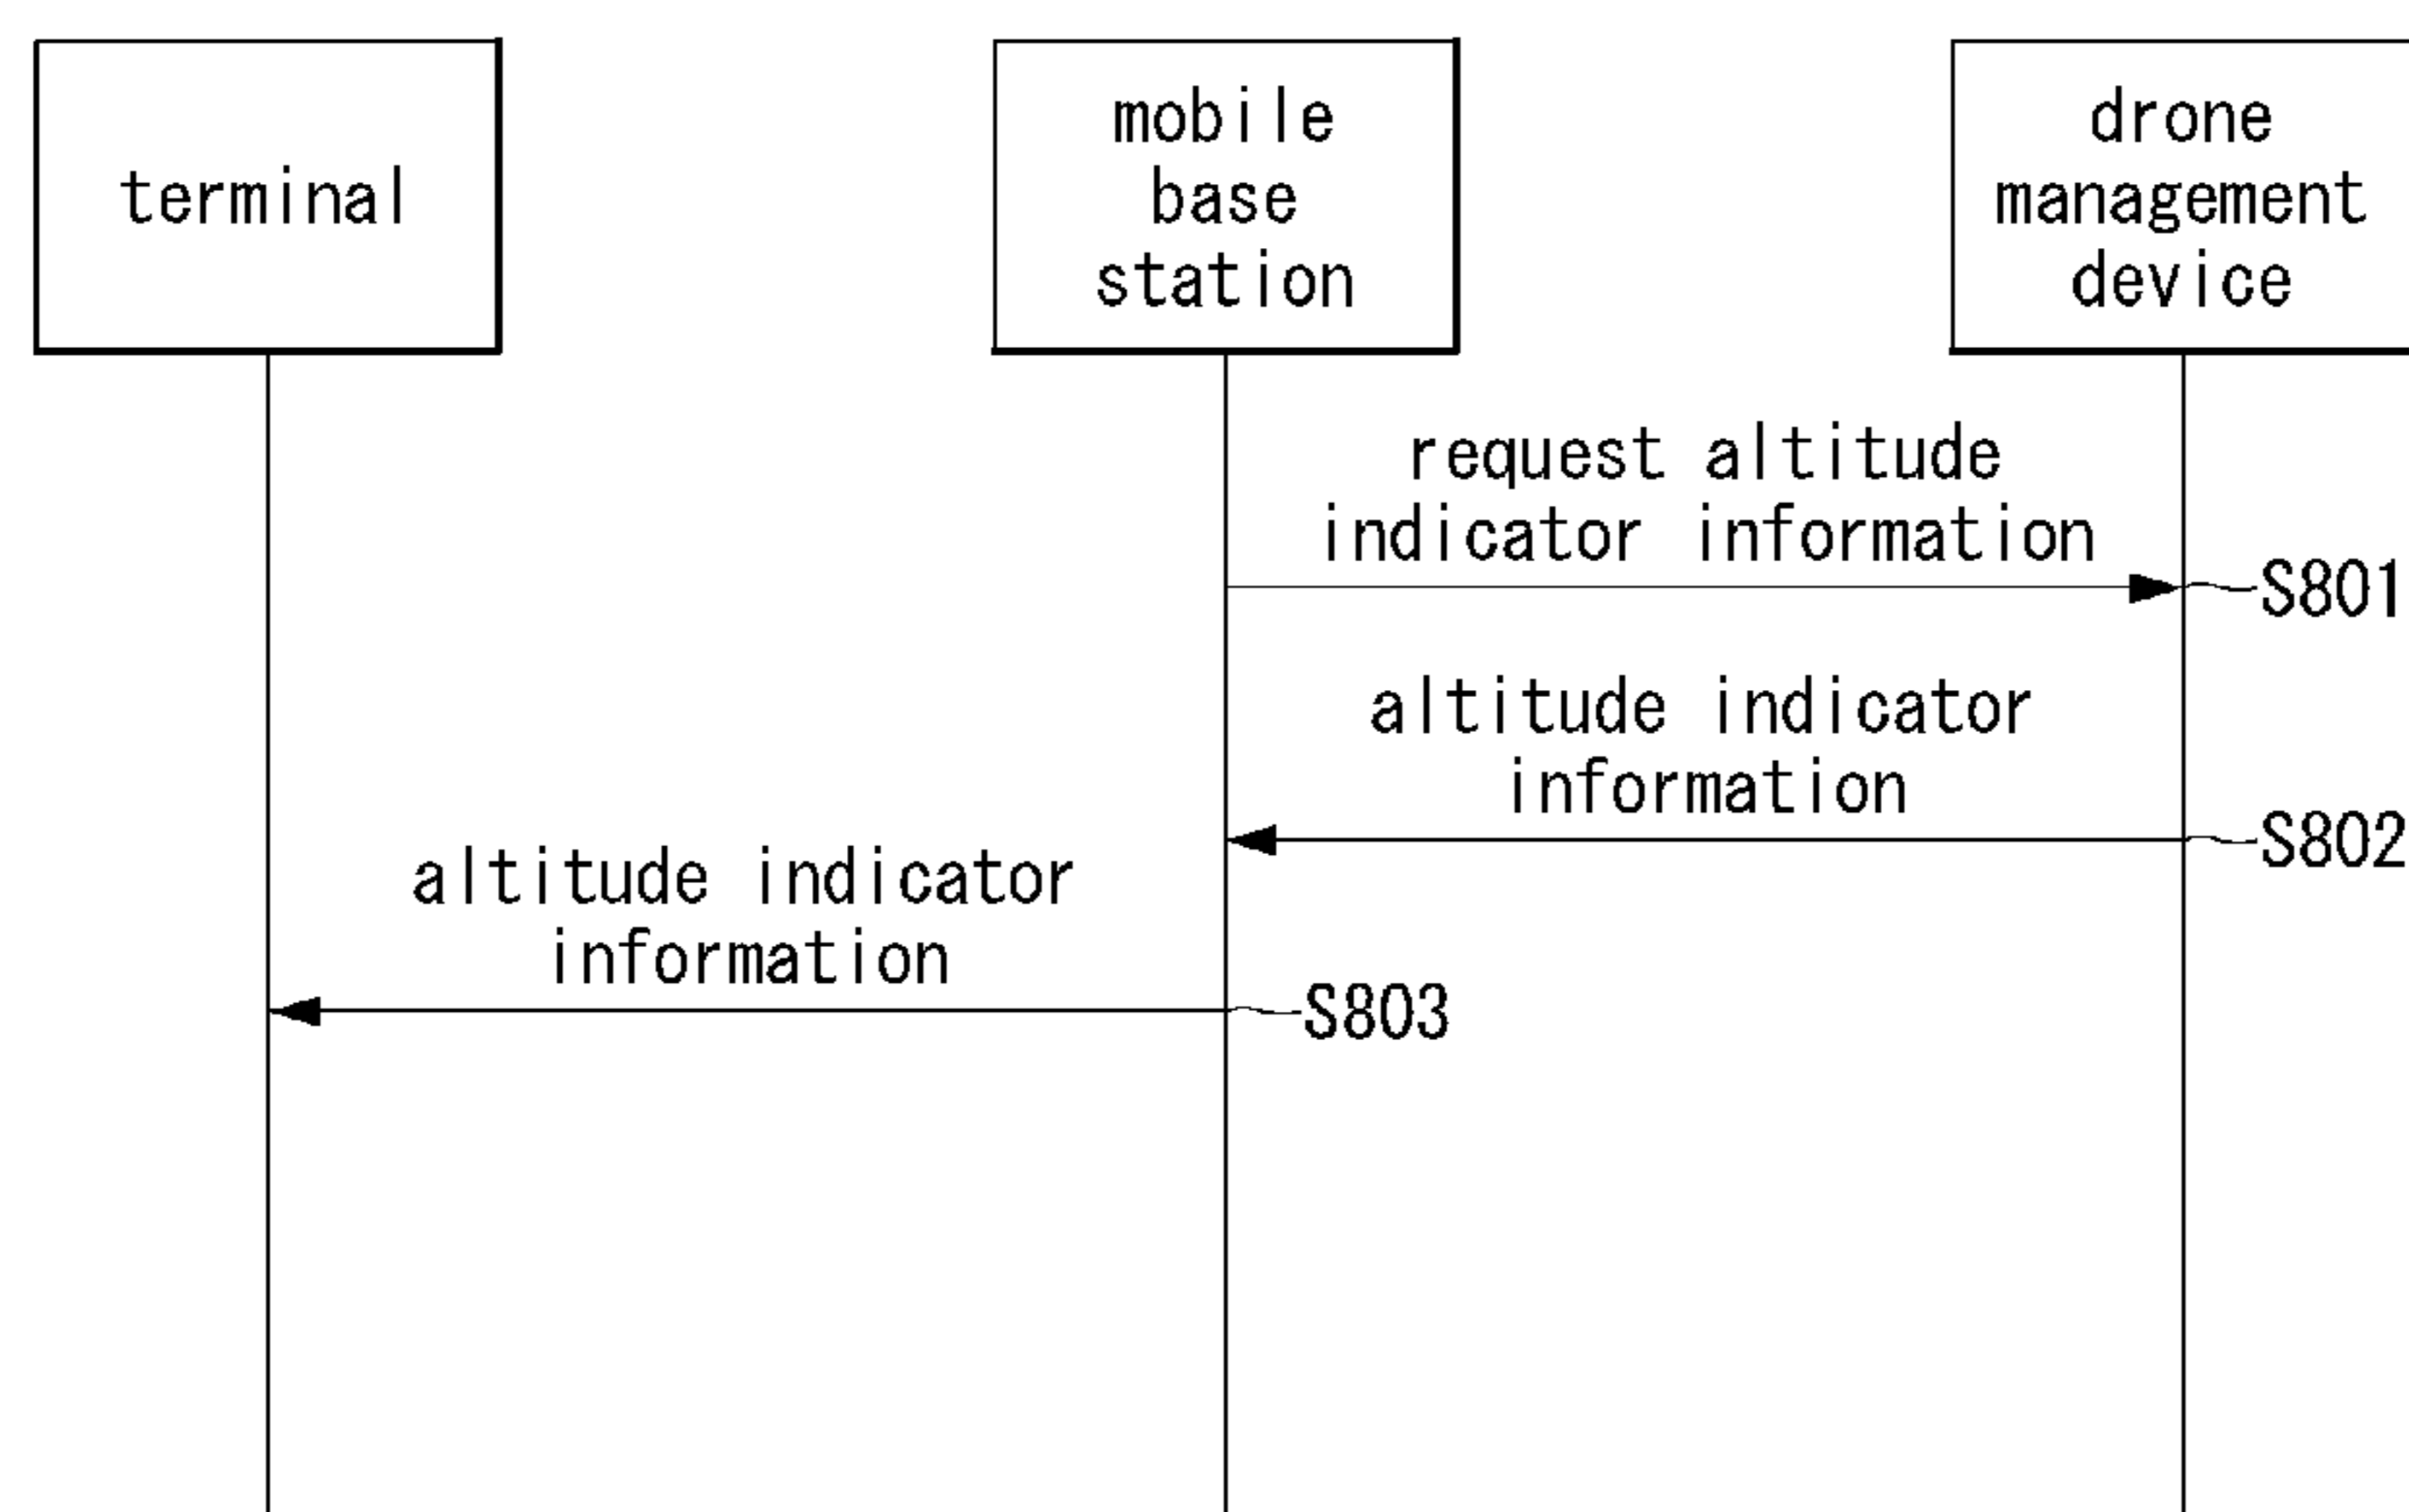 terminal
mobile
base
station
drone
management
device
request altitude
indicator information
S801
altitude indicator
information
S802
altitude indicator
information
S803